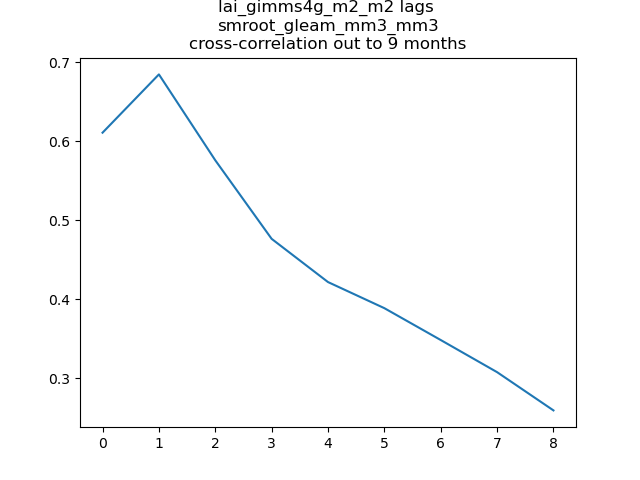 lai_gimms4g_m2_m2 lags
smroot_gleam_mm3_mm3
cross-correlation out to 9 months
0.7
0.6
0.5
0.4
0.3
0 1 2 3 4 5 6 7 8